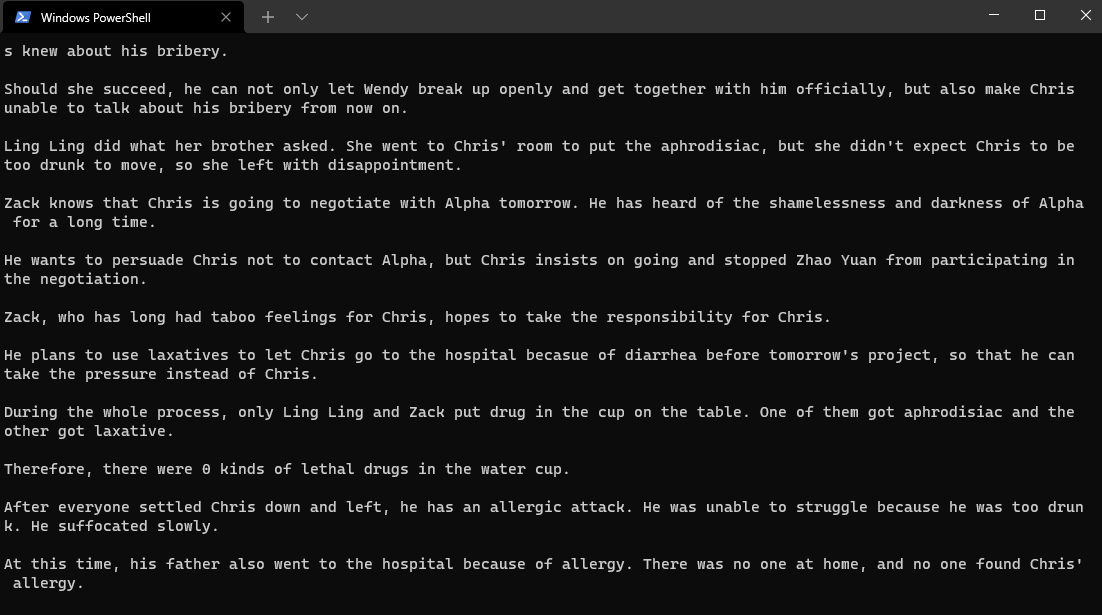 Windows PowerShell
s knew about his bribery.
Should she succeed, he can not only let Wendy break up openly and get together with him officially, but also make Chris
unable to talk about his bribery from now on.
Ling Ling did what her brother asked. She went to Chris' room to put the aphrodisiac, but she didn't expect Chris to be
too drunk to move, so she left with disappointment.
Zack knows that Chris is going to negotiate with Alpha tomorrow. He has heard of the shamelessness and darkness of Alpha
for a long time.
He wants to persuade Chris not to contact Alpha, but Chris insists on going and stopped Zhao Yuan from participating in
the negotiation.
Zack, who has long had taboo feelings for Chris, hopes to take the responsibility for Chris.
He plans to use laxatives to let Chris go to the hospital becasue of diarrhea before tomorrow's project, so that he can
take the pressure instead of Chris.
During the whole process, only Ling Ling and Zack put drug in the cup on the table. One of them got aphrodisiac and the
other got laxative.
Therefore, there were 0 kinds of lethal drugs in the water cup.
After everyone settled Chris down and left, he has an allergic attack. He was unable to struggle because he was too drun
k. He suffocated slowly.
At this time, his father also went to the hospital because of allergy. There was no one at home, and no one found Chris'
allergy.